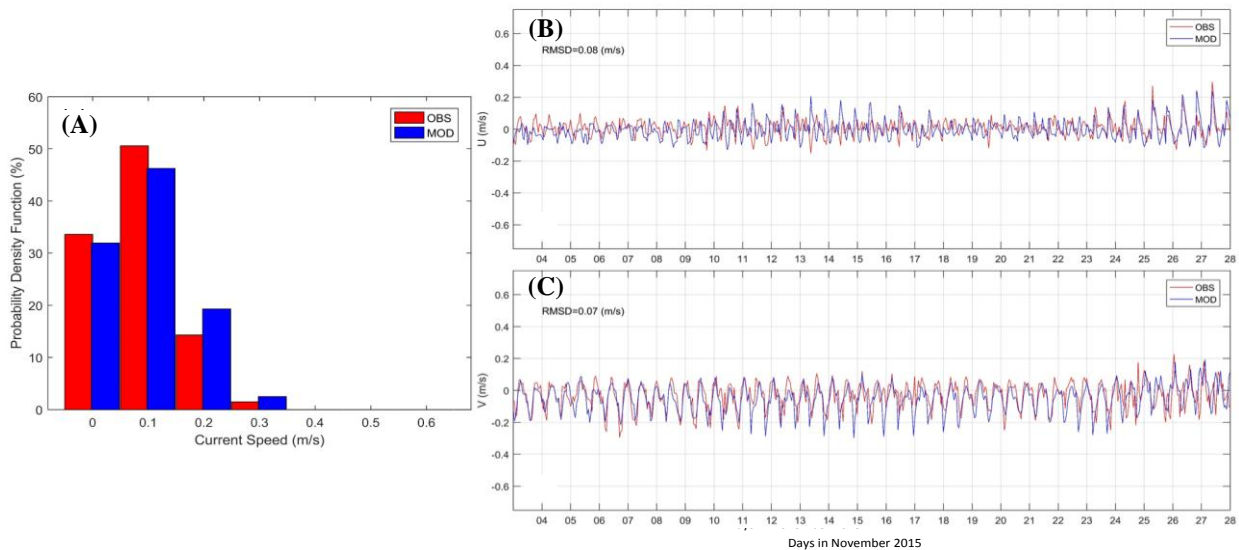 (A)
OBS
MOD
Probability Density Function (%)
60
50
40
30
20
10
0
0 0.1 0.2 0.3 0.4 0.5 0.6
Current Speed (m/s)
(B)
RMSD=0.08 (m/s)
OBS
MOD
U (m/s)
0.6
0.4
0.2
0
-0.2
-0.4
-0.6
04 05 06 07 08 09 10 11 12 13 14 15 16 17 18 19 20 21 22 23 24 25 26 27 28
(C)
RMSD=0.07 (m/s)
OBS
MOD
V (m/s)
0.6
0.4
0.2
0
-0.2
-0.4
-0.6
04 05 06 07 08 09 10 11 12 13 14 15 16 17 18 19 20 21 22 23 24 25 26 27 28
Days in November 2015